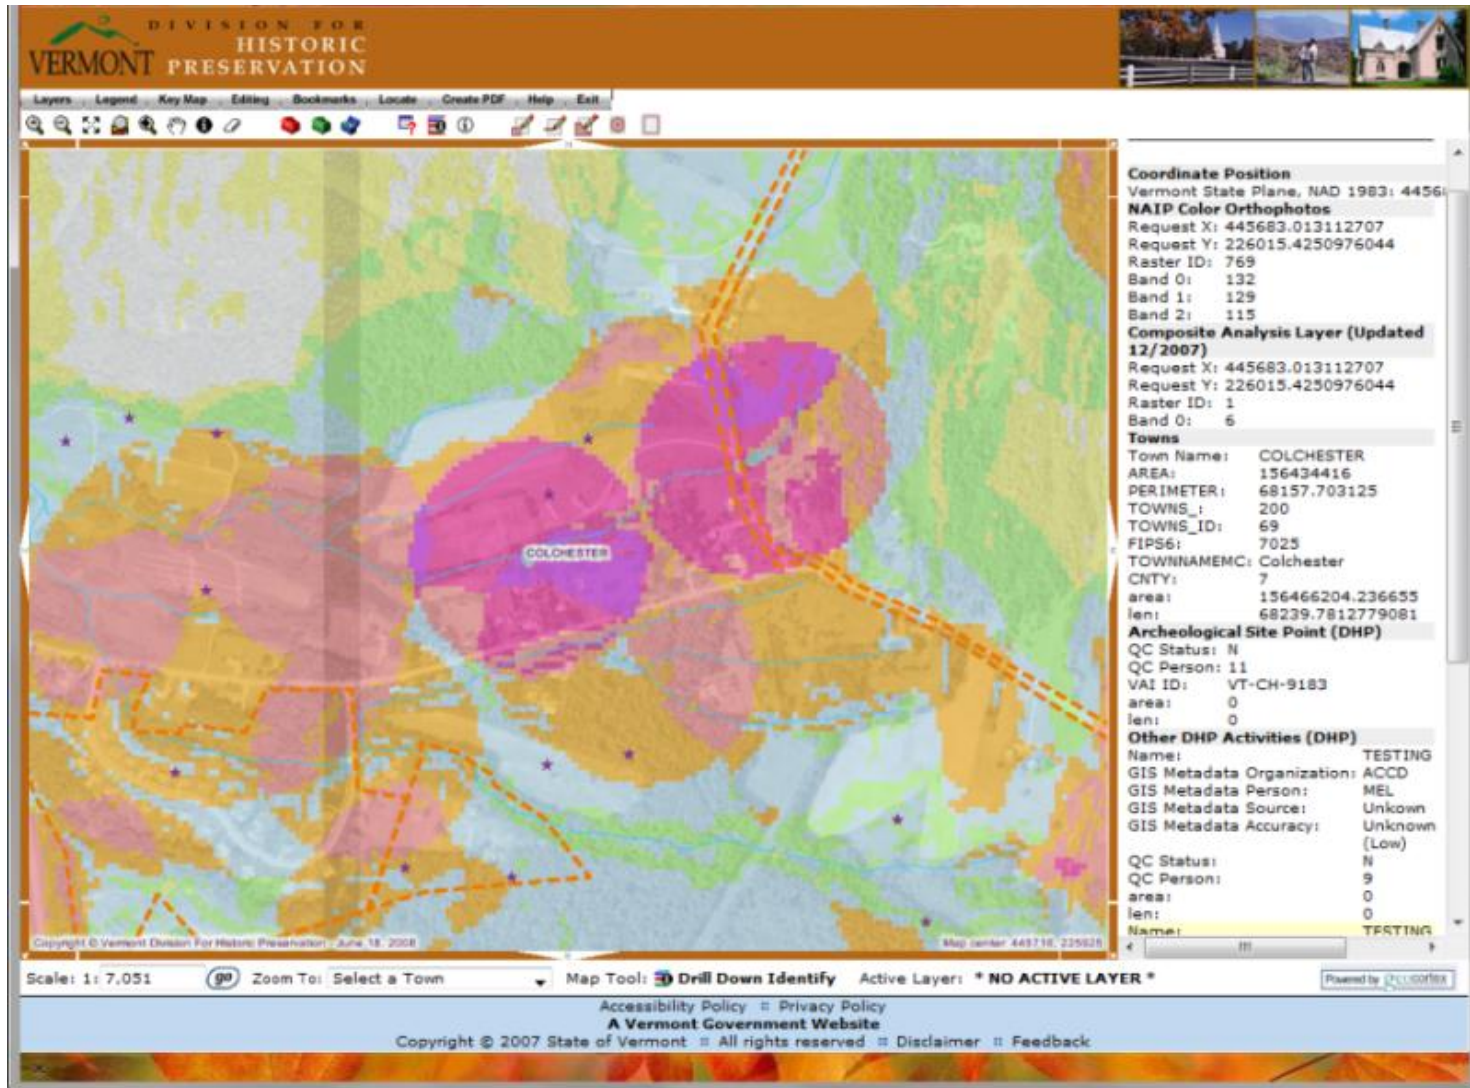 DIVISION FOR
HISTORIC
VERMONT PRESERVATION
Layers Legend Key Map Editing Bookmarks Locate Create PDF Help Exit
Coordinate Position
Vermont State Plane, NAD 1983: 4456
NAIP Color Orthophotos
Request X: 445683.013112707
Request Y: 226015.4250976044
Raster ID: 769
Band 0: 132
Band 1: 129
Band 2: 115
Composite Analysis Layer (Updated
12/2007)
Request X: 445683.013112707
Request Y: 226015.4250976044
Raster ID: 1
Band 0: 6
Towns
Town Name: COLCHESTER
AREA: 156434416
PERIMETER: 68157.703125
TOWNS_: 200
TOWNS_ID: 69
FIPS6: 7025
TOWNNAMEMC: Colchester
CNTY: 7
area: 156466204.236655
len: 68239.7812779081
Archeological Site Point (DHP)
QC Status: N
QC Person: 11
VAI ID: VT-CH-9183
area: 0
len: 0
Other DHP Activities (DHP)
Name: TESTING
GIS Metadata Organization: ACCD
GIS Metadata Person: MEL
GIS Metadata Source: Unkown
GIS Metadata Accuracy: Unknown
(Low)
QC Status: N
QC Person: 9
area: 0
len: 0
Name: TESTING
COLCHESTER
Copyright © Vermont Division For Historic Preservation June 18, 2008
Map center
Scale: 1: 7,051 go Zoom To: Select a Town Map Tool: Drill Down Identify Active Layer: * NO ACTIVE LAYER * Powered by geocortex
Accessibility Policy :: Privacy Policy
A Vermont Government Website
Copyright © 2007 State of Vermont :: All rights reserved :: Disclaimer :: Feedback